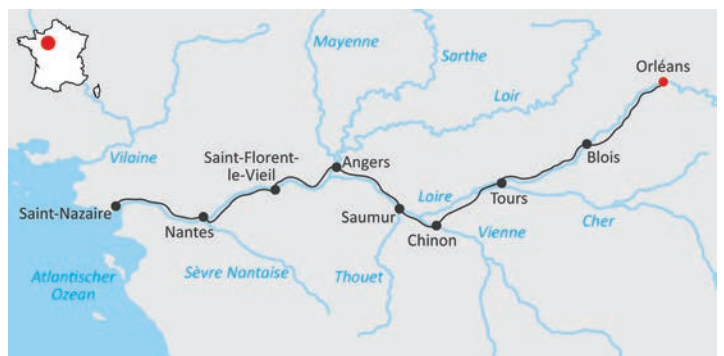 Mayenne
Sarthe
Orléans
Loir
Vilaine
Saint-Florent-
le-Vieil
Angers
Blois
Saint-Nazaire
Nantes
Saumur
Loire
Tours
Chinon
Vienne
Cher
Atlantischer
Ozean
Sèvre Nantaise
Thouet